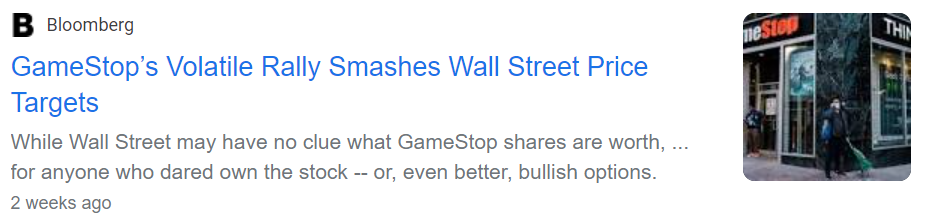 B Bloomberg
GameStop's Volatile Rally Smashes Wall Street Price
Targets
While Wall Street may have no clue what GameStop shares are worth, ...
for anyone who dared own the stock -- or, even better, bullish options.
2 weeks ago
meStop
THIN